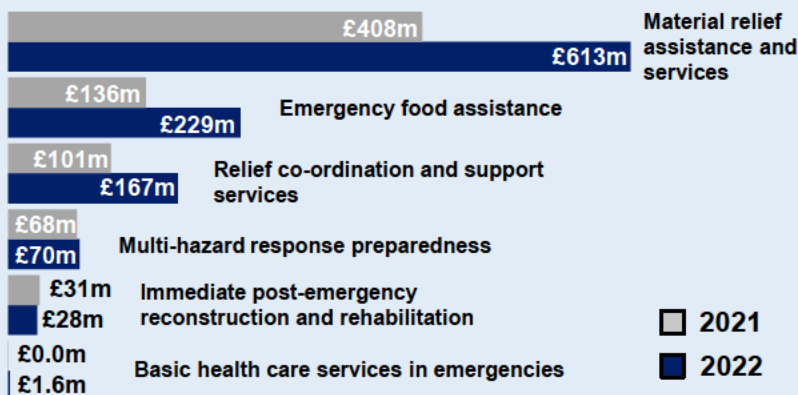 £408m
£613m
Material relief
assistance and
services
£136m
£229m
Emergency food assistance
£101m
£167m
Relief co-ordination and support
services
£68m
£70m
Multi-hazard response preparedness
£31m
£28m
Immediate post-emergency
reconstruction and rehabilitation
£0.0m
£1.6m
Basic health care services in emergencies
2021
2022